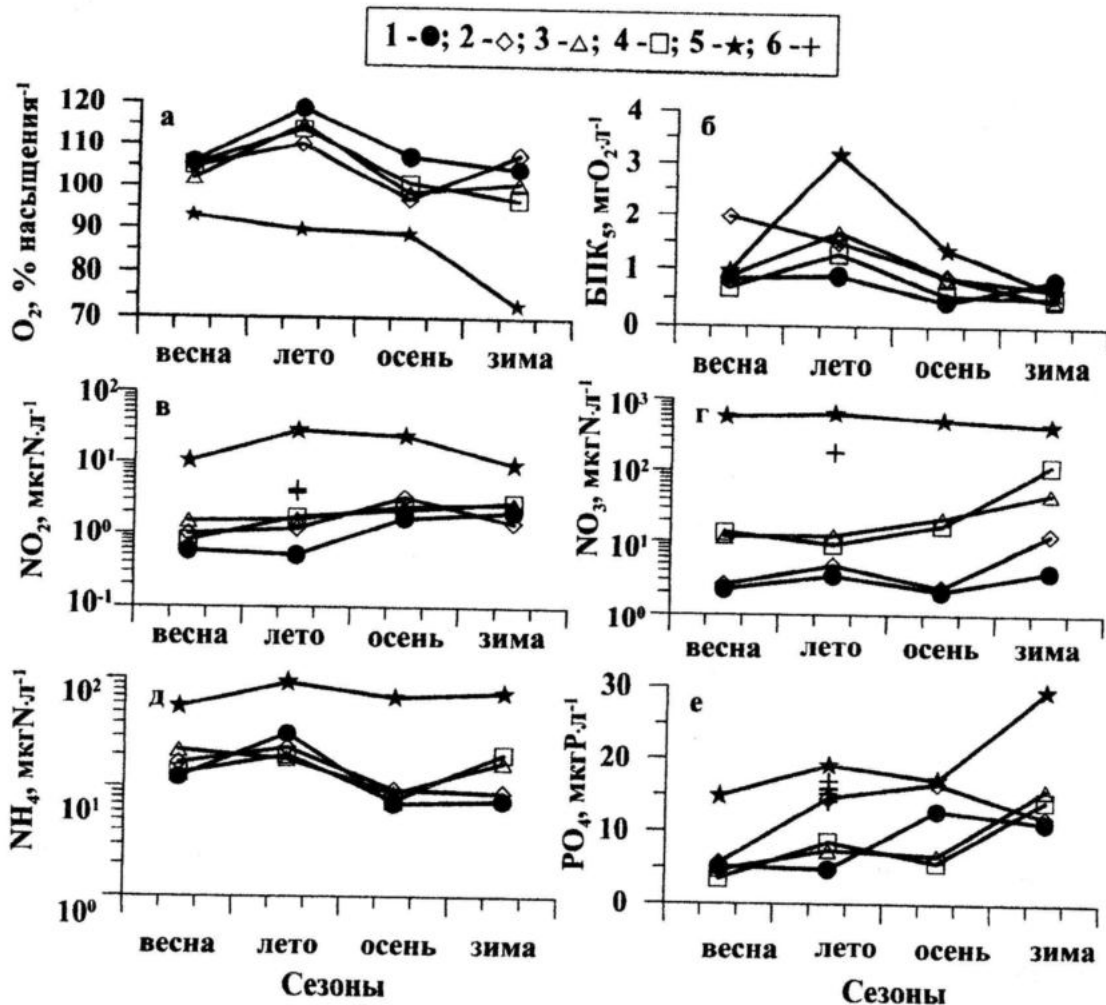 1 -●; 2 -◇; 3 -△; 4 -□; 5 -★; 6 -+
а
O₂, % насыщения⁻¹
120
110
100
90
80
70
весна лето осень зима
б
БПК₅, мгO₂·л⁻¹
4
3
2
1
0
весна лето осень зима
в
NO₂, мкгN·л⁻¹
10²
10¹
10⁰
10⁻¹
весна лето осень зима
г
NO₃, мкгN·л⁻¹
10³
10²
10¹
10⁰
весна лето осень зима
д
NH₄, мкгN·л⁻¹
10²
10¹
10⁰
весна лето осень зима
Сезоны
е
PO₄, мкгP·л⁻¹
30
20
10
0
весна лето осень зима
Сезоны